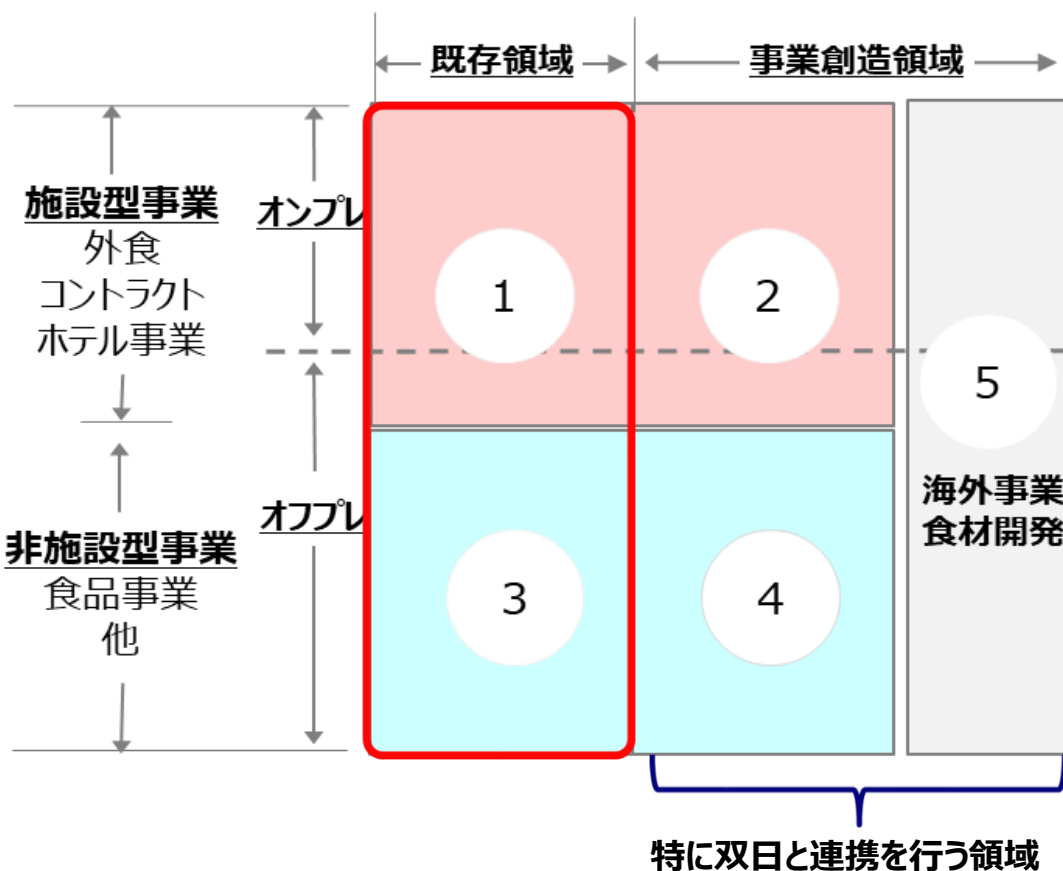 既存領域
事業創造領域
施設型事業
外食
コントラクト
ホテル事業
オンプレ
1
2
5
海外事業
食材開発
オフプレ
非施設型事業
食品事業
他
3
4
特に双日と連携を行う領域